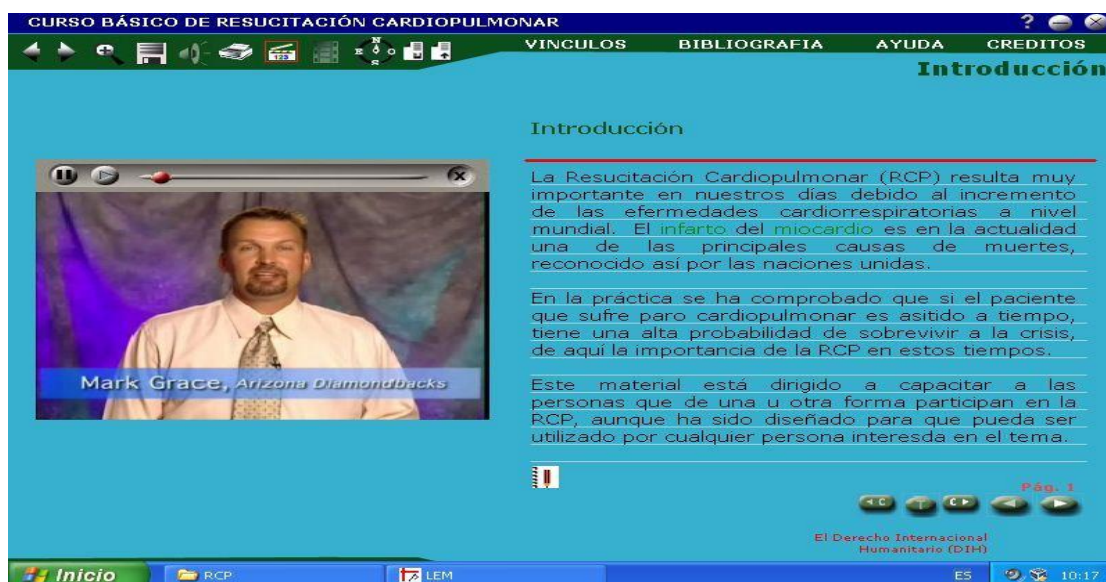 CURSO BÁSICO DE RESUCITACIÓN CARDIOPULMONAR
?
VINCULOS BIBLIOGRAFIA AYUDA CREDITOS
N
E O
S
123
Introducción
Introducción
La Resucitación Cardiopulmonar (RCP) resulta muy
importante en nuestros días debido al incremento
de las efermedades cardiorrespiratorias a nivel
mundial. El infarto del miocardio es en la actualidad
una de las principales causas de muertes,
reconocido así por las naciones unidas.
En la práctica se ha comprobado que si el paciente
que sufre paro cardiopulmonar es asitido a tiempo,
tiene una alta probabilidad de sobrevivir a la crisis,
de aquí la importancia de la RCP en estos tiempos.
Este material está dirigido a capacitar a las
personas que de una u otra forma participan en la
RCP, aunque ha sido diseñado para que pueda ser
utilizado por cualquier persona interesda en el tema.
Mark Grace, Arizona Diamondbacks
Pág. 1
C T C
El Derecho Internacional
Humanitario (DIH)
Inicio RCP LEM ES 10:17